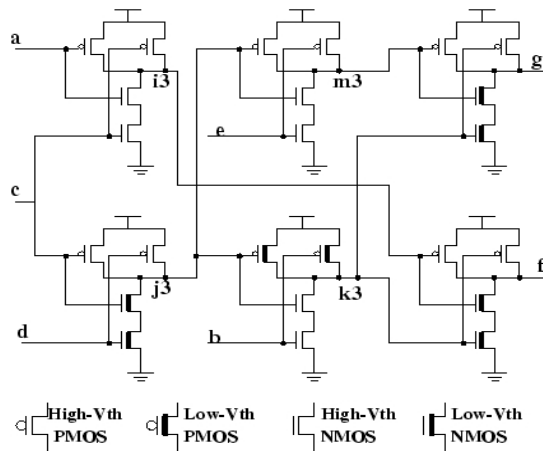 a
i3
m3
g
e
c
j3
k3
f
d
b
High-Vth
PMOS
Low-Vth
PMOS
High-Vth
NMOS
Low-Vth
NMOS